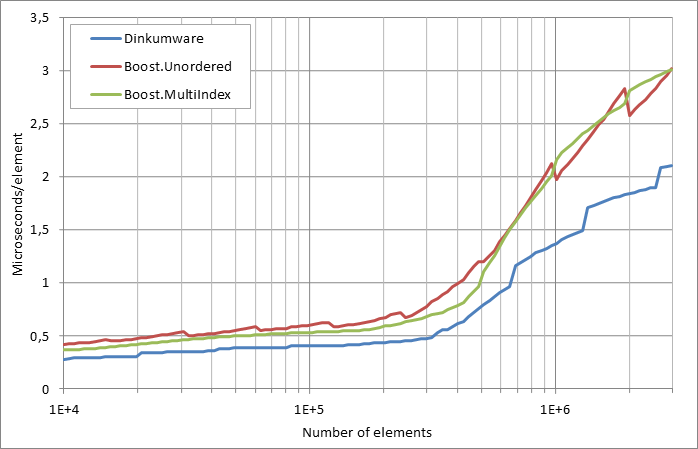 3,5
3
2,5
2
1,5
1
0,5
0
Dinkumware
Boost.Unordered
Boost.MultiIndex
Microseconds/element
1E+4
1E+5
1E+6
Number of elements